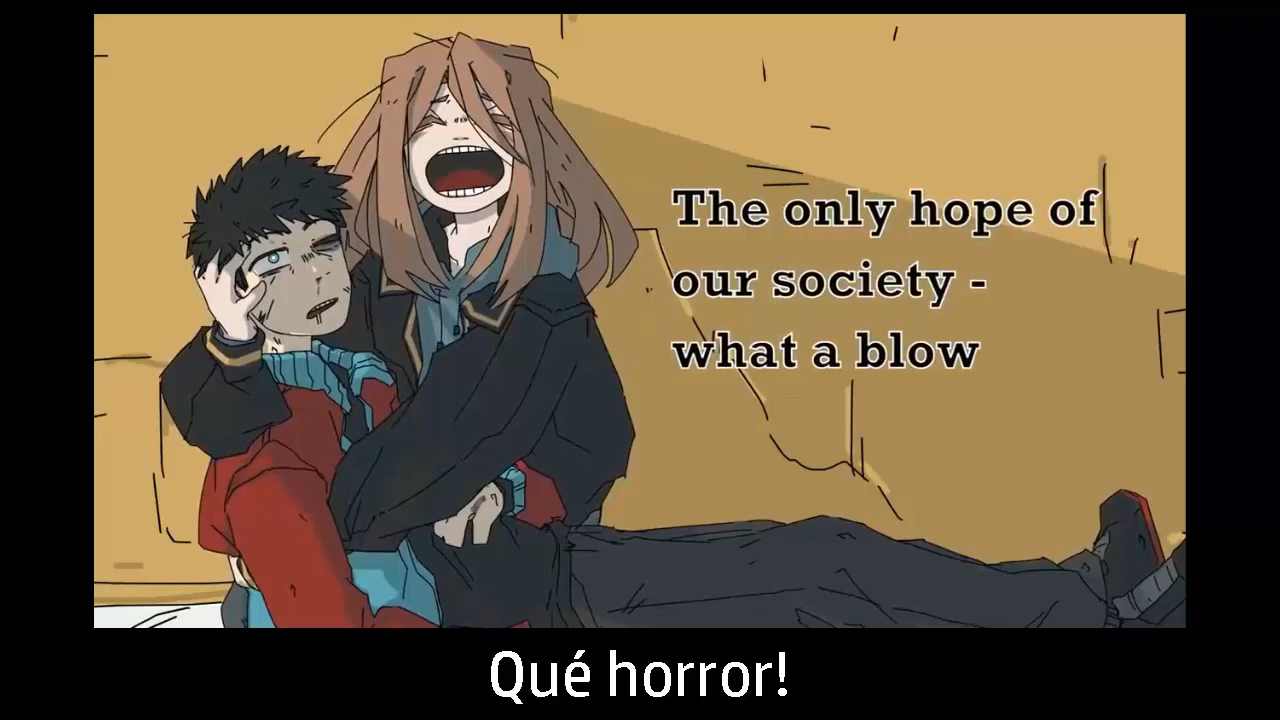 The only hope of
our society -
what a blow
Qué horror!